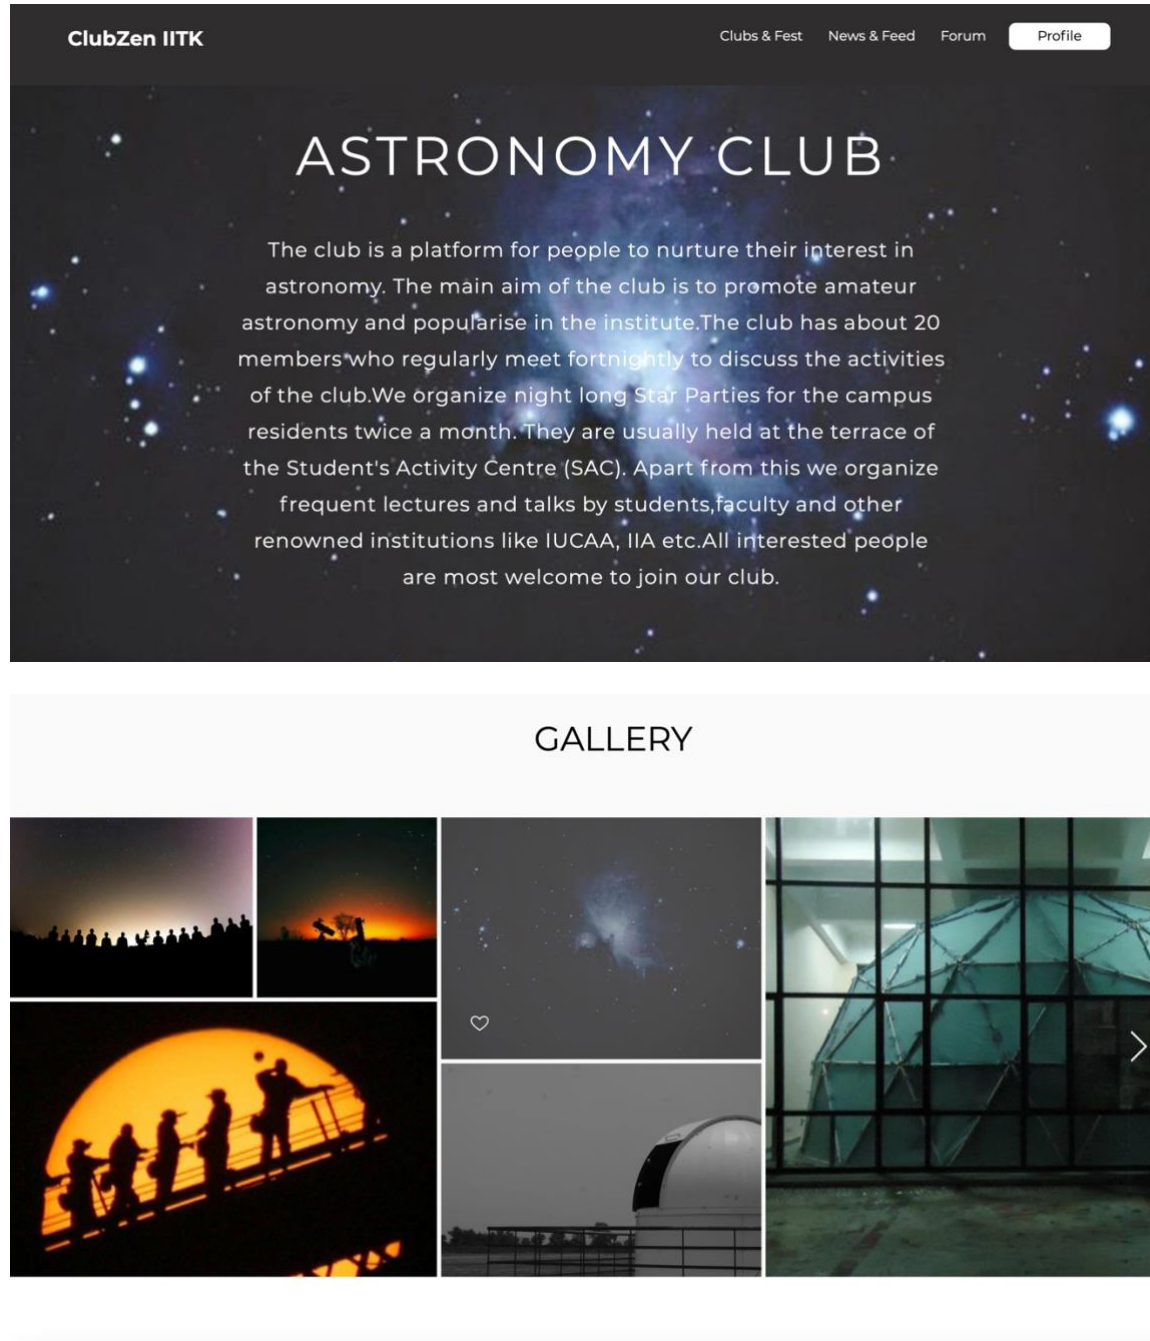 ClubZen IITK
Clubs & Fest News & Feed Forum Profile
ASTRONOMY CLUB
The club is a platform for people to nurture their interest in
astronomy. The main aim of the club is to promote amateur
astronomy and popularise in the institute.The club has about 20
members who regularly meet fortnightly to discuss the activities
of the club.We organize night long Star Parties for the campus
residents twice a month. They are usually held at the terrace of
the Student's Activity Centre (SAC). Apart from this we organize
frequent lectures and talks by students,faculty and other
renowned institutions like IUCAA, IIA etc.All interested people
are most welcome to join our club.
GALLERY